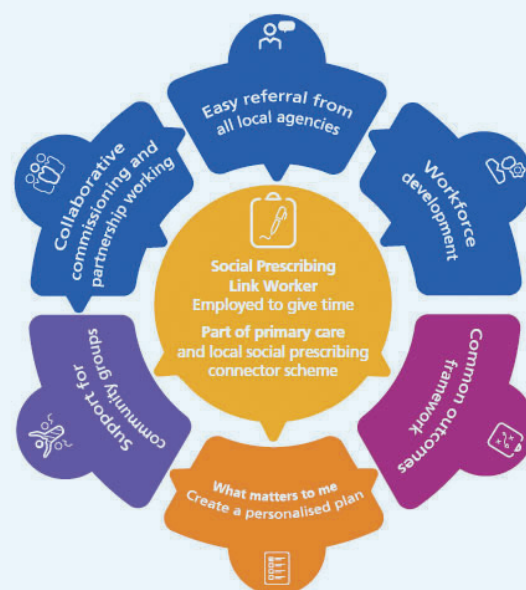 Easy referral from
all local agencies
Workforce
development
Common outcomes
framework
What matters to me
Create a personalised plan
Support for
community groups
Collaborative
commissioning and
partnership working
Social Prescribing
Link Worker
Employed to give time
Part of primary care
and local social prescribing
connector scheme